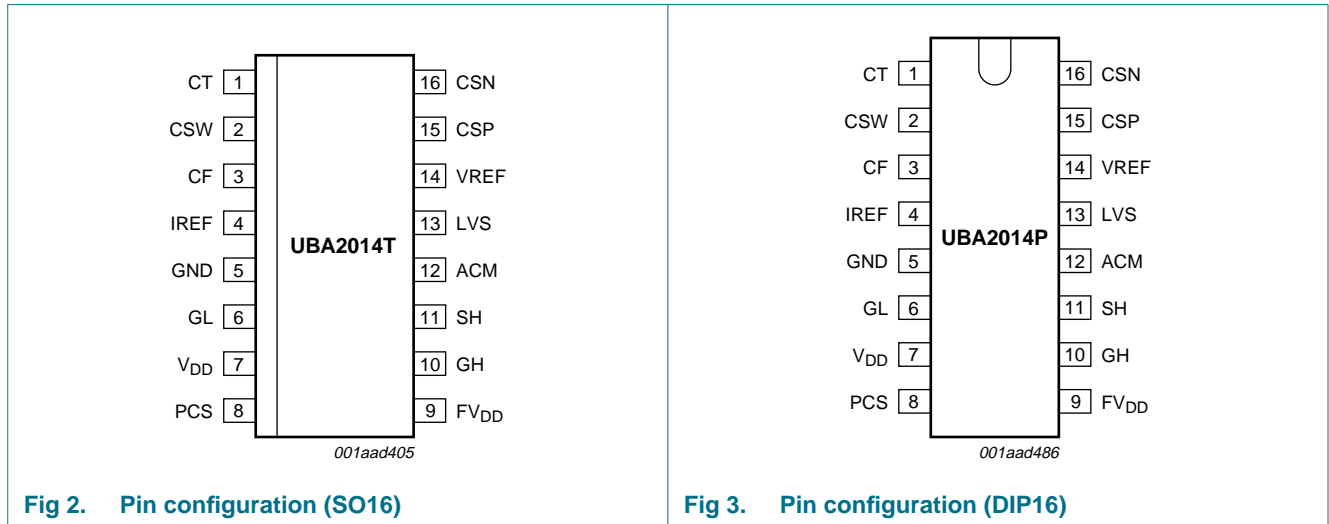 CT 1 16 CSN
CSW 2 15 CSP
CF 3 14 VREF
IREF 4 13 LVS
UBA2014T
GND 5 12 ACM
GL 6 11 SH
VDD 7 10 GH
PCS 8 9 FVDD
001aad405
Fig 2. Pin configuration (SO16)
CT 1 16 CSN
CSW 2 15 CSP
CF 3 14 VREF
IREF 4 13 LVS
UBA2014P
GND 5 12 ACM
GL 6 11 SH
VDD 7 10 GH
PCS 8 9 FVDD
001aad486
Fig 3. Pin configuration (DIP16)